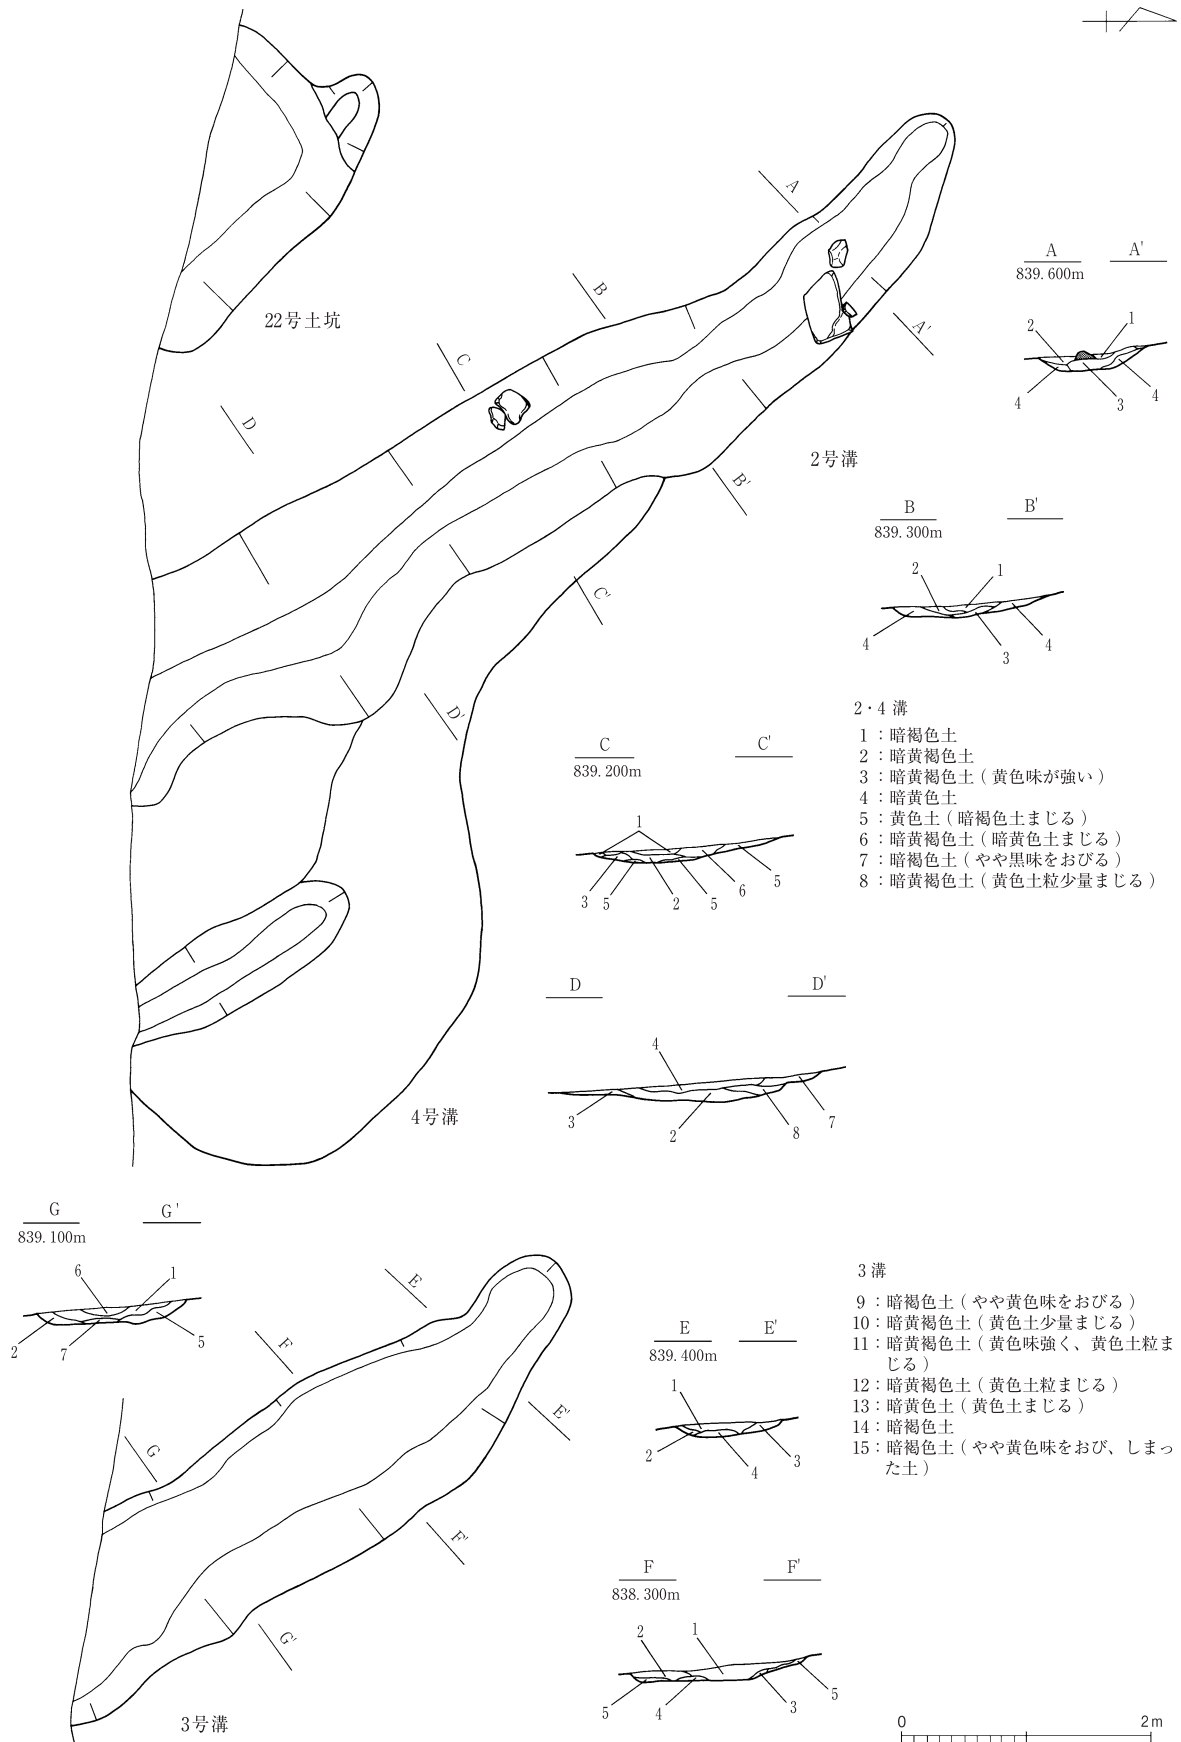 22号土坑
A
A'
B
B'
C
C'
D
D'
2号溝
4号溝
A A'
839.600m
2 1
4 3 4
B B'
839.300m
2 1
4 3 4
C C'
839.200m
1
3 5 2 5 6 5
D D'
4
3 2 8 7
2・4 溝
1：暗褐色土
2：暗黄褐色土
3：暗黄褐色土（黄色味が強い）
4：暗黄色土
5：黄色土（暗褐色土まじる）
6：暗黄褐色土（暗黄色土まじる）
7：暗褐色土（やや黒味をおびる）
8：暗黄褐色土（黄色土粒少量まじる）
G G'
839.100m
6 1
2 7 5
E
E'
F
F'
G
G'
3号溝
E E'
839.400m
1
2 4 3
F F'
838.300m
2 1
5 4 3 5
3 溝
9：暗褐色土（やや黄色味をおびる）
10：暗黄褐色土（黄色土少量まじる）
11：暗黄褐色土（黄色味強く、黄色土粒ま
じる）
12：暗黄褐色土（黄色土粒まじる）
13：暗黄色土（黄色土まじる）
14：暗褐色土
15：暗褐色土（やや黄色味をおび、しまっ
た土）
0 2m